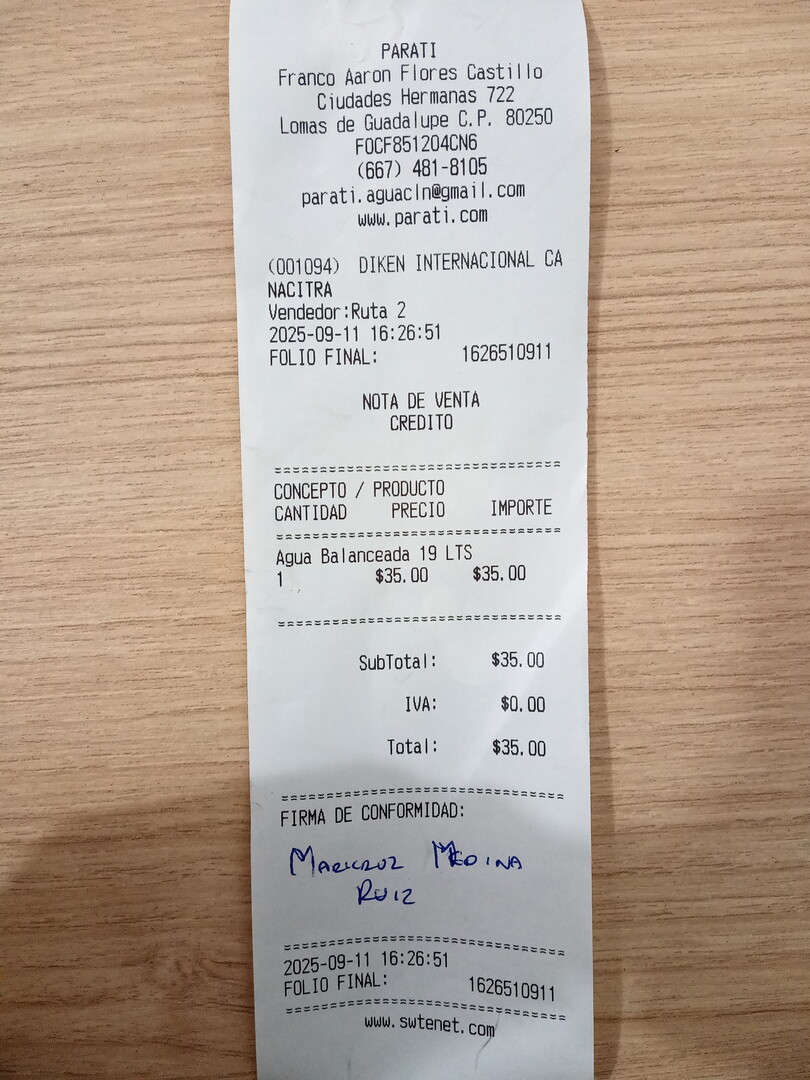 PARATI
Franco Aaron Flores Castillo
Ciudades Hermanas 722
Lomas de Guadalupe C.P. 80250
FOCF851204CN6
(667) 481-8105
parati.aguacln@gmail.com
www.parati.com
(001094) DIKEN INTERNACIONAL CA
NACITRA
Vendedor:Ruta 2
2025-09-11 16:26:51
FOLIO FINAL: 1626510911
NOTA DE VENTA
CREDITO
==============================
CONCEPTO / PRODUCTO
CANTIDAD PRECIO IMPORTE
==============================
Agua Balanceada 19 LTS
1 $35.00 $35.00
==============================
SubTotal: $35.00
IVA: $0.00
Total: $35.00
==============================
FIRMA DE CONFORMIDAD:
Maricruz Medina
Ruiz
==============================
2025-09-11 16:26:51
FOLIO FINAL: 1626510911
==============================
www.swtenet.com